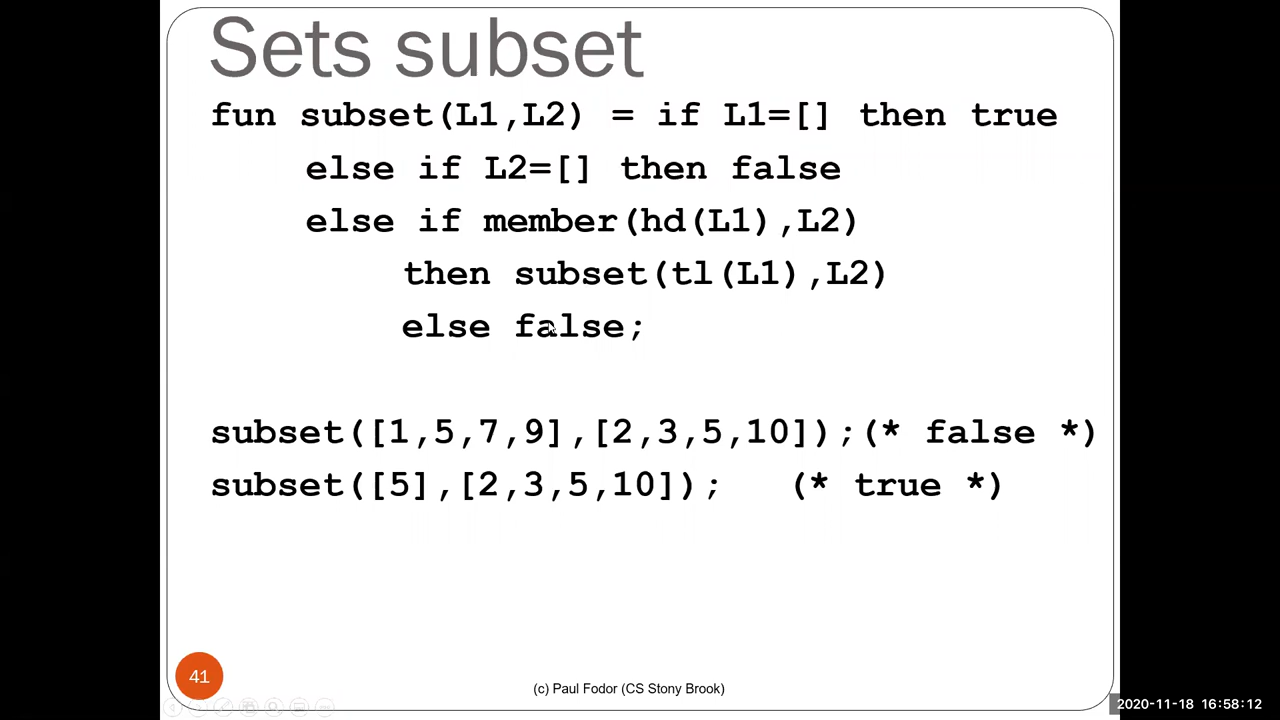 Sets subset
fun subset(L1,L2) = if L1=[] then true
else if L2=[] then false
else if member(hd(L1),L2)
then subset(tl(L1),L2)
else false;
subset([1,5,7,9],[2,3,5,10]);(* false *)
subset([5],[2,3,5,10]); (* true *)
41
(c) Paul Fodor (CS Stony Brook)
2020-11-18 16:58:12